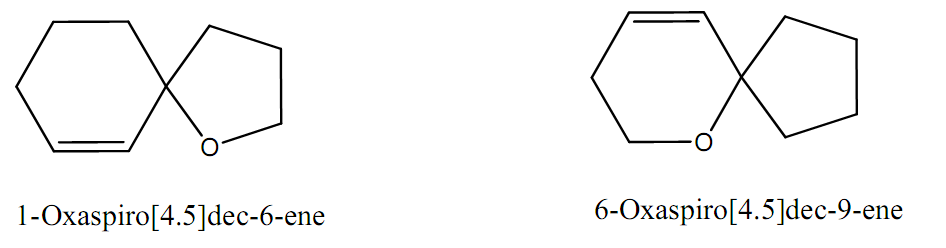 O
O
1-Oxaspiro[4.5]dec-6-ene
6-Oxaspiro[4.5]dec-9-ene